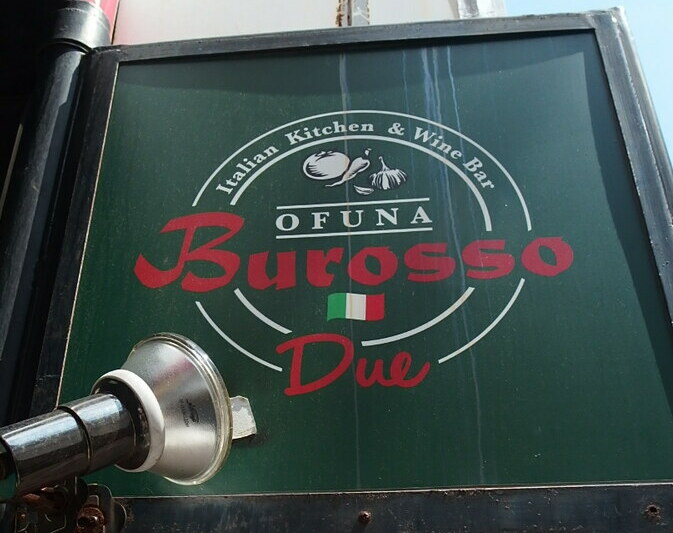 Italian Kitchen & Wine Bar
OFUNA
Burosso
Due